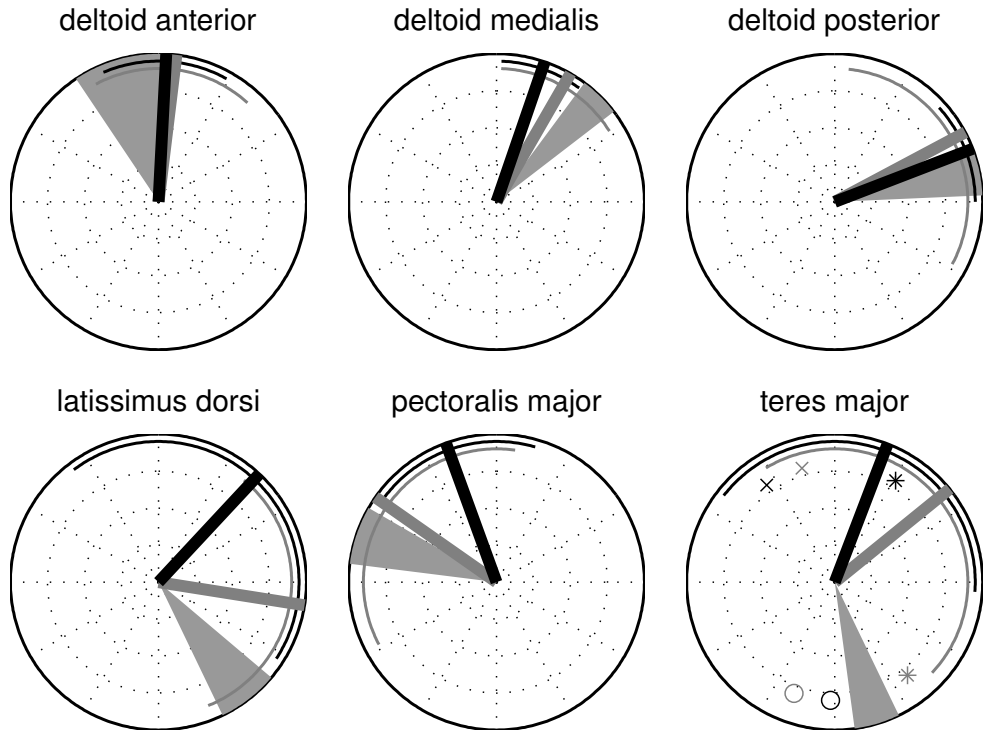 deltoid anterior
deltoid medialis
deltoid posterior
latissimus dorsi
pectoralis major
teres major